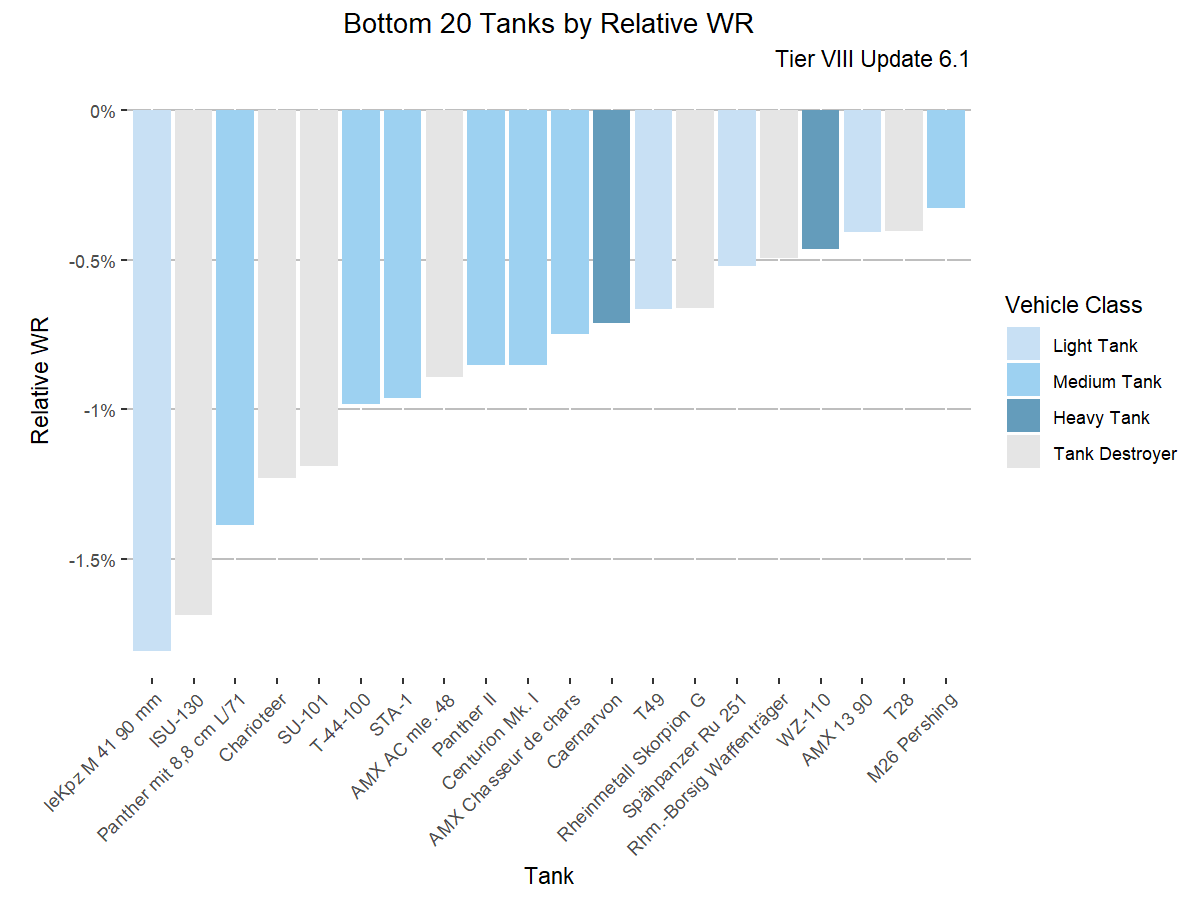 Bottom 20 Tanks by Relative WR
Tier VIII Update 6.1
0%
-0.5%
-1%
-1.5%
Relative WR
leKpz M 41 90 mm
ISU-130
Panther mit 8,8 cm L/71
Charioteer
SU-101
T-44-100
STA-1
AMX AC mle. 48
Panther II
Centurion Mk. I
AMX Chasseur de chars
Caernarvon
T49
Rheinmetall Skorpion G
Spähpanzer Ru 251
Rhm.-Borsig Waffenträger
WZ-110
AMX 13 90
T28
M26 Pershing
Tank
Vehicle Class
Light Tank
Medium Tank
Heavy Tank
Tank Destroyer